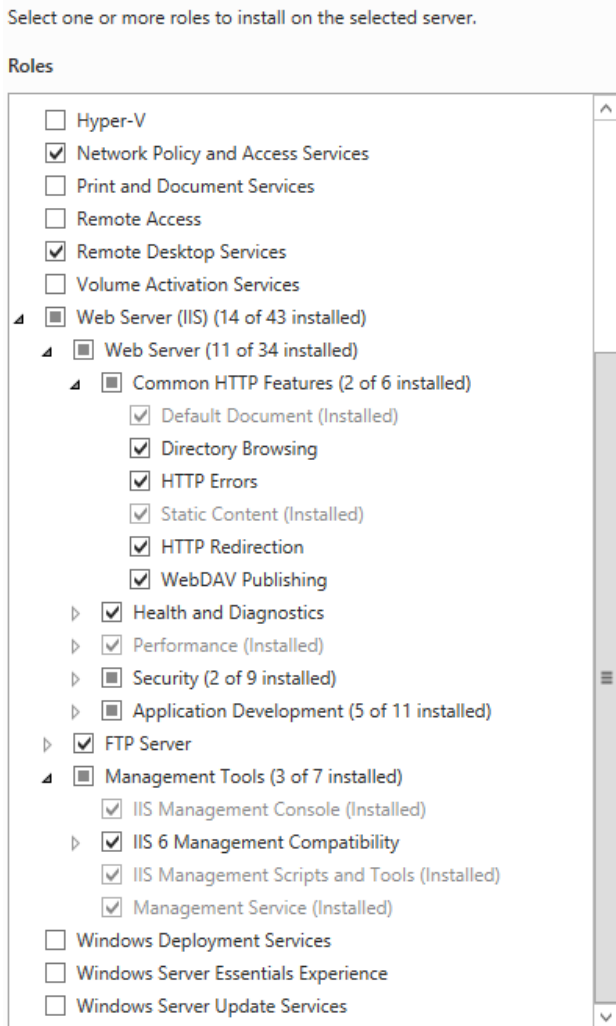 Select one or more roles to install on the selected server.
Roles
Hyper-V
Network Policy and Access Services
Print and Document Services
Remote Access
Remote Desktop Services
Volume Activation Services
Web Server (IIS) (14 of 43 installed)
Web Server (11 of 34 installed)
Common HTTP Features (2 of 6 installed)
Default Document (Installed)
Directory Browsing
HTTP Errors
Static Content (Installed)
HTTP Redirection
WebDAV Publishing
Health and Diagnostics
Performance (Installed)
Security (2 of 9 installed)
Application Development (5 of 11 installed)
FTP Server
Management Tools (3 of 7 installed)
IIS Management Console (Installed)
IIS 6 Management Compatibility
IIS Management Scripts and Tools (Installed)
Management Service (Installed)
Windows Deployment Services
Windows Server Essentials Experience
Windows Server Update Services